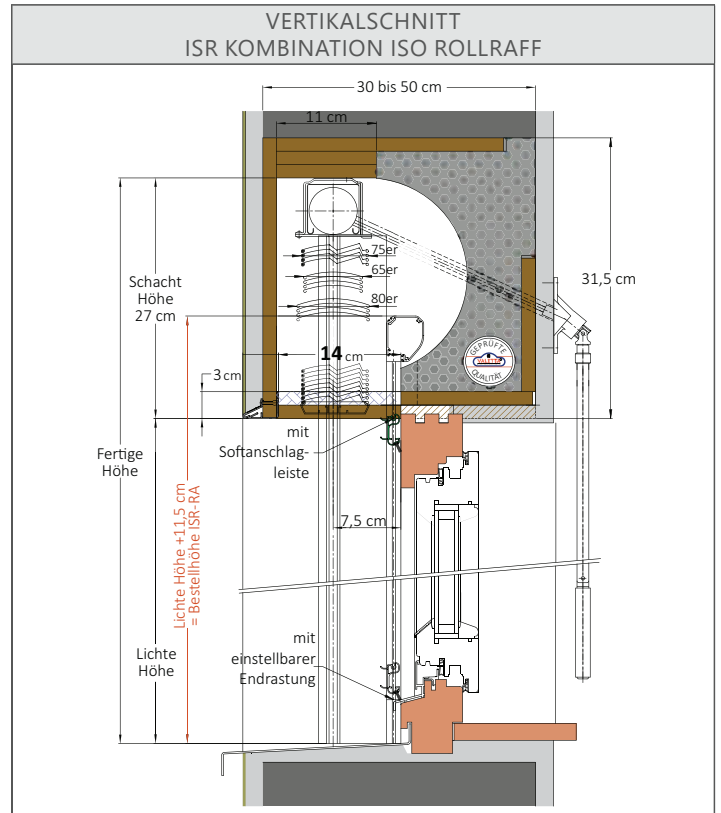 VERTIKALSCHNITT
ISR KOMBINATION ISO ROLLRAFF
30 bis 50 cm
11 cm
75er
65er
80er
Schacht
Höhe
27 cm
31,5 cm
14 cm
3 cm
GEPRÜFTE
VALETTA
QUALITÄT
mit
Softanschlag-
leiste
Fertige
Höhe
7,5 cm
Lichte Höhe +11,5 cm
= Bestellhöhe ISR-RA
Lichte
Höhe
mit
einstellbarer
Endrastung